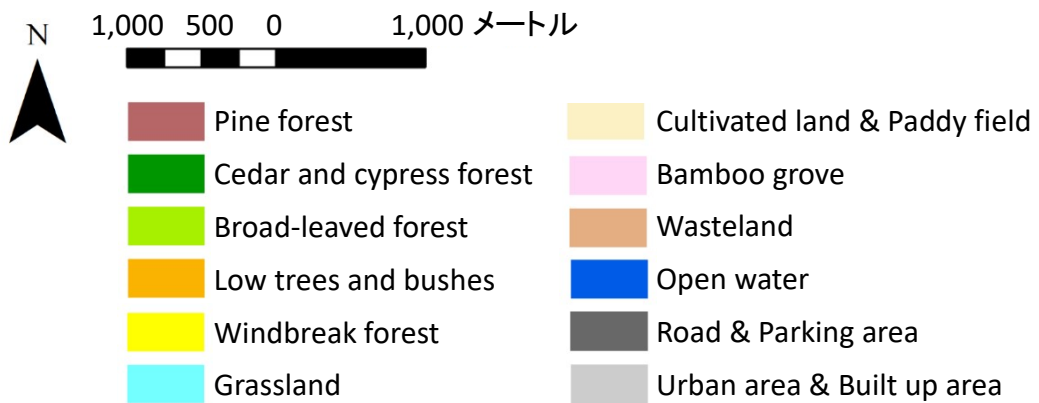 N
1,000 500 0 1,000 メートル
Pine forest
Cedar and cypress forest
Broad-leaved forest
Low trees and bushes
Windbreak forest
Grassland
Cultivated land & Paddy field
Bamboo grove
Wasteland
Open water
Road & Parking area
Urban area & Built up area